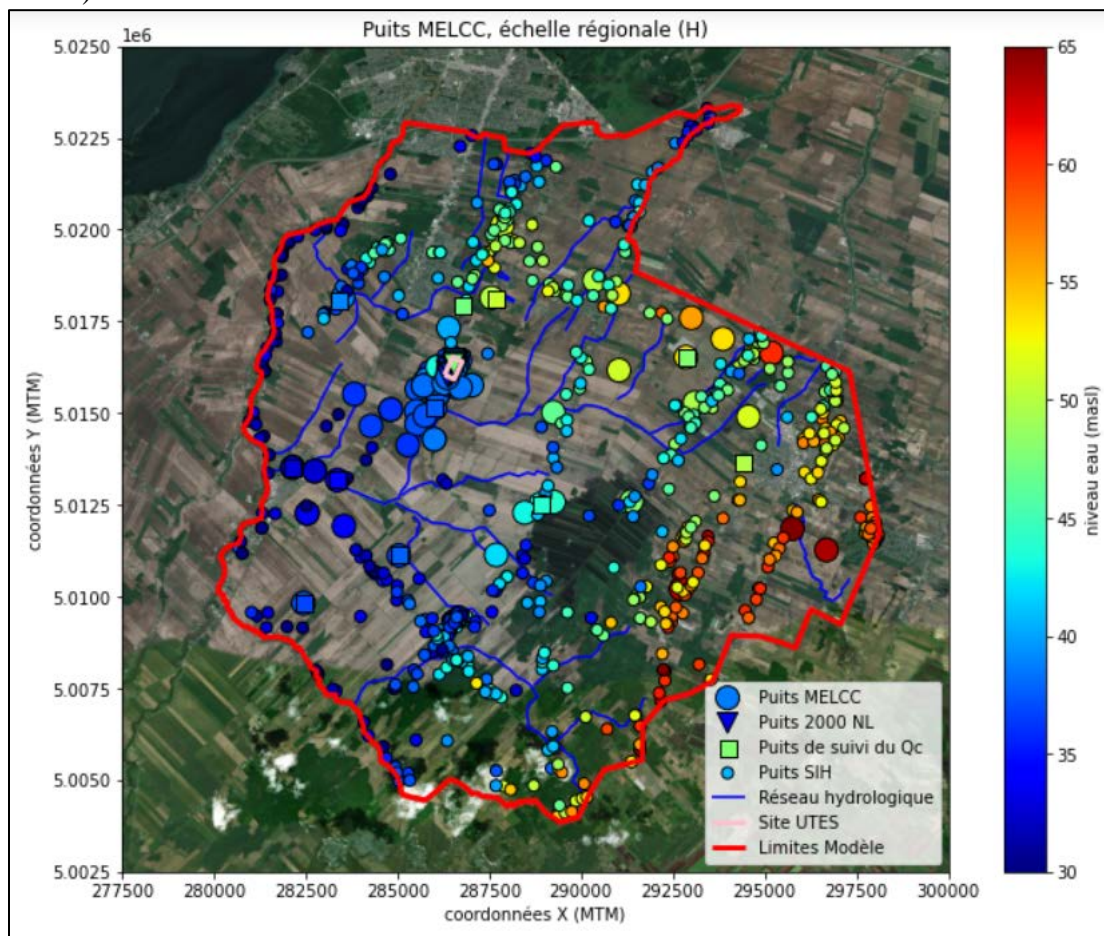 Puits MELCC, échelle régionale (H)
1e6
5.0250
5.0225
5.0200
5.0175
5.0150
5.0125
5.0100
5.0075
5.0050
5.0025
coordonnées Y (MTM)
277500 280000 282500 285000 287500 290000 292500 295000 297500 300000
coordonnées X (MTM)
Puits MELCC
Puits 2000 NL
Puits de suivi du Qc
Puits SIH
Réseau hydrologique
Site UTES
Limites Modèle
65
60
55
50
45
40
35
30
niveau eau (masl)